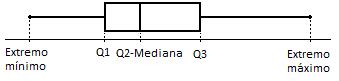 Extremo
mínimo
Q1
Q2-Mediana
Q3
Extremo
máximo